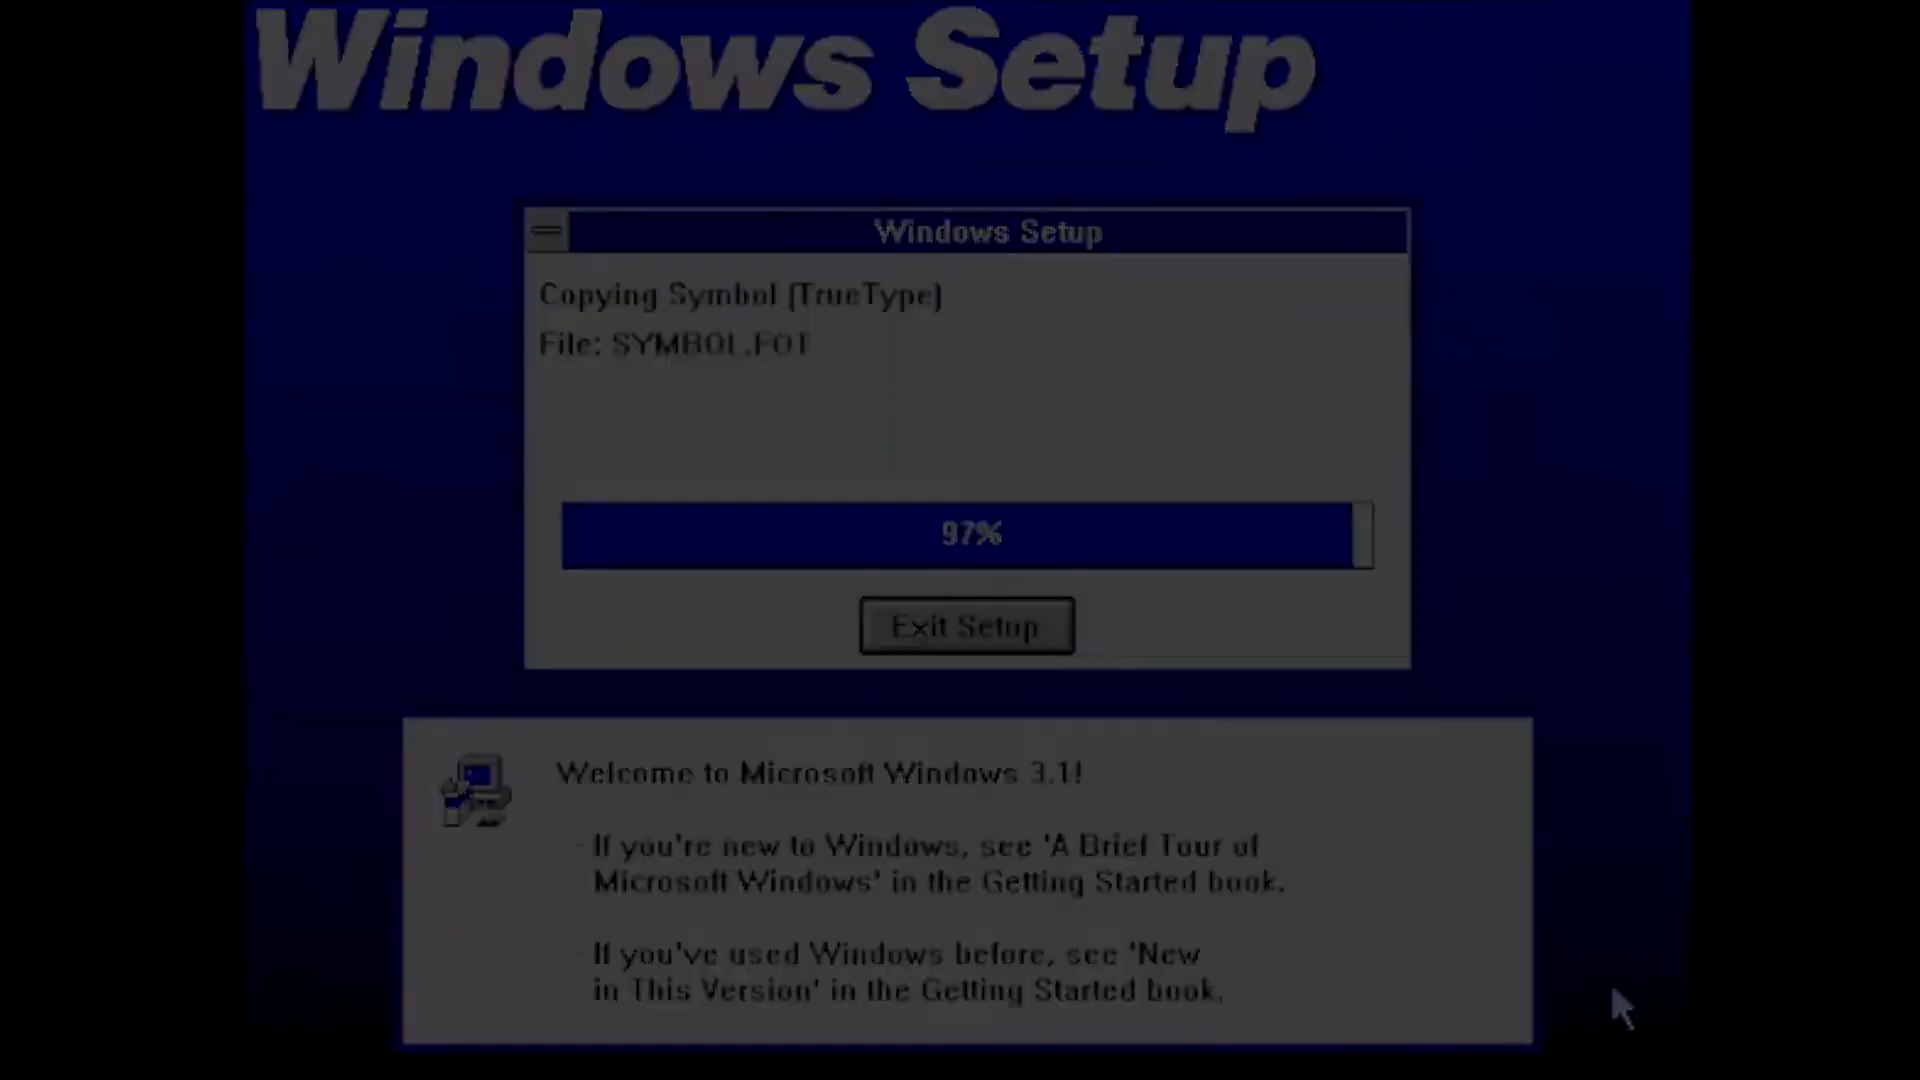 Windows Setup
Windows Setup
Copying Symbol (TrueType)
File: SYMBOL.FOT
97%
Exit Setup
Welcome to Microsoft Windows 3.1!
· If you're new to Windows, see 'A Brief Tour of
Microsoft Windows' in the Getting Started book.
· If you've used Windows before, see 'New
in This Version' in the Getting Started book.